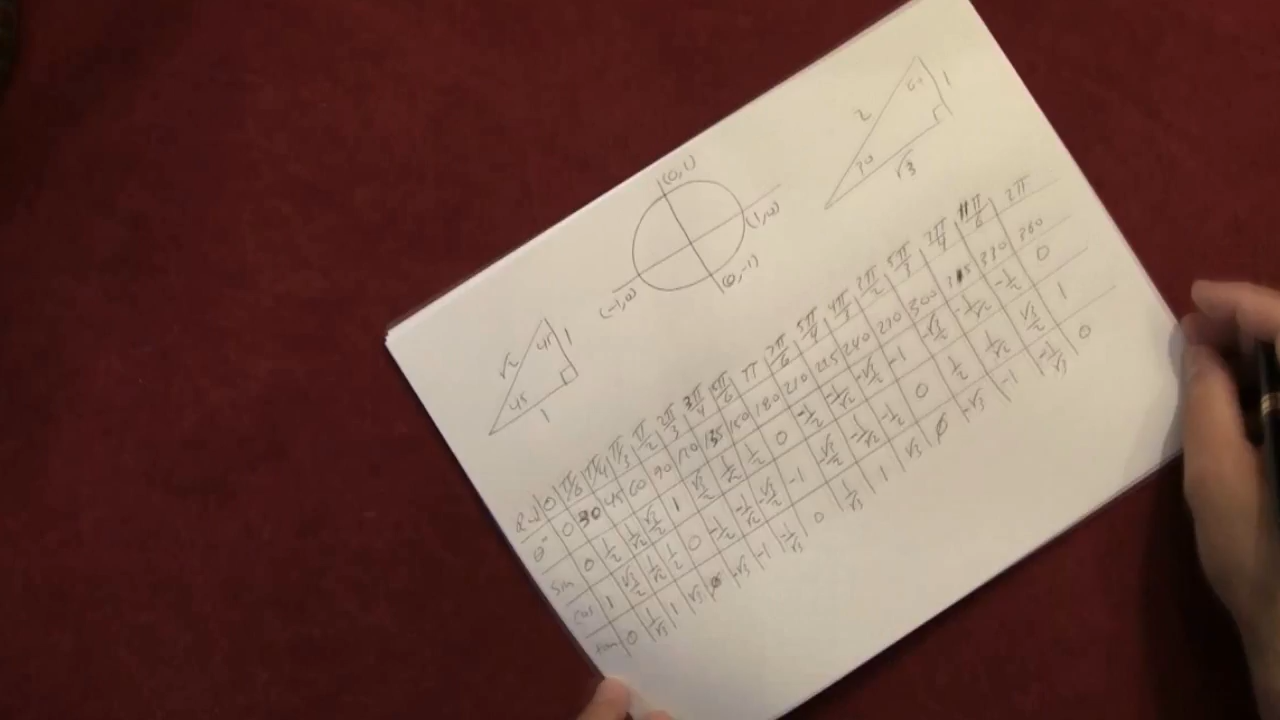 (0,1)
(1,0)
(0,-1)
(-1,0)
2 60 1
30 √3
√2 45 1
45 1
Rad 0 π/6 π/4 π/3 π/2 2π/3 3π/4 5π/6 π 7π/6 5π/4 4π/3 3π/2 5π/3 7π/4 11π/6 2π
θ° 0 30 45 60 90 120 135 150 180 210 225 240 270 300 315 330 360
Sin 0 1/2 1/√2 √3/2 1 √3/2 1/√2 1/2 0 -1/2 -1/√2 -√3/2 -1 -√3/2 -1/√2 -1/2 0
Cos 1 √3/2 1/√2 1/2 0 -1/2 -1/√2 -√3/2 -1 -√3/2 -1/√2 -1/2 0 1/2 1/√2 √3/2 1
tan 0 1/√3 1 √3 ∅ -√3 -1 -1/√3 0 1/√3 1 √3 ∅ -√3 -1 -1/√3 0